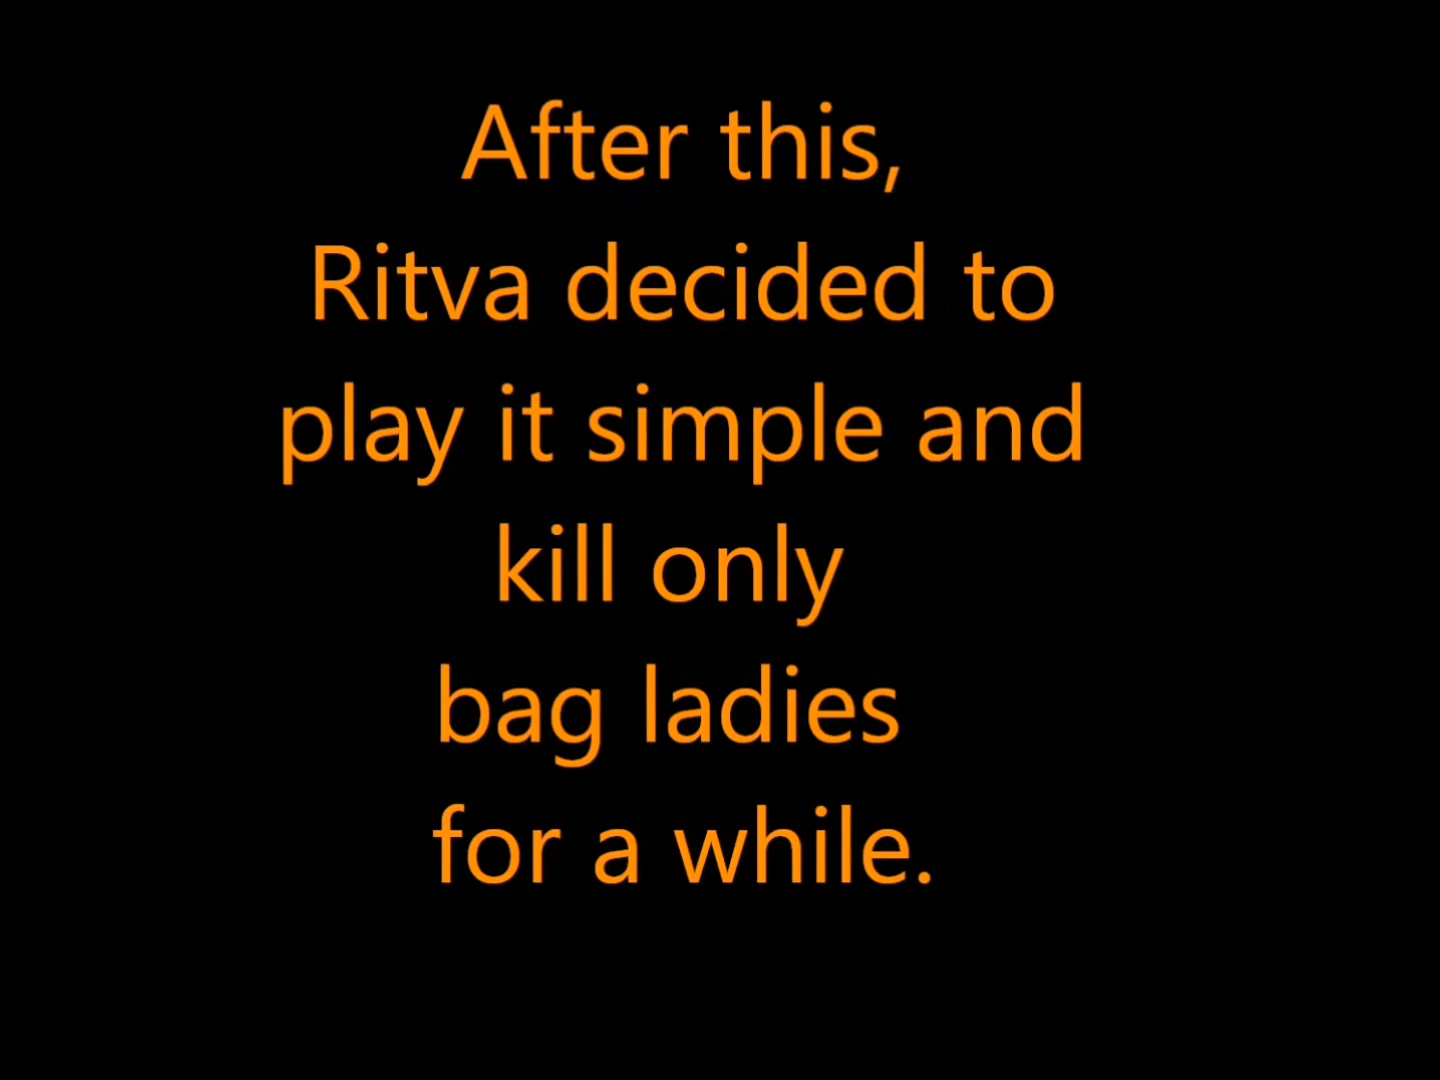 After this,
Ritva decided to
play it simple and
kill only
bag ladies
for a while.